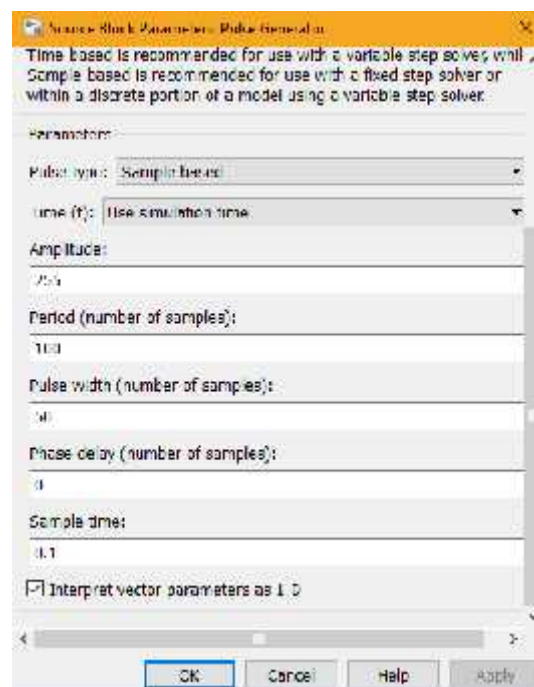 Source Block Parameters: Pulse Generator
Time based is recommended for use with a variable step solver, whil
Sample based is recommended for use with a fixed step solver or
within a discrete portion of a model using a variable step solver.
Parameters
Pulse type: Sample based
Time (t): Use simulation time
Amplitude:
255
Period (number of samples):
100
Pulse width (number of samples):
50
Phase delay (number of samples):
0
Sample time:
0.1
Interpret vector parameters as 1-D
OK Cancel Help Apply